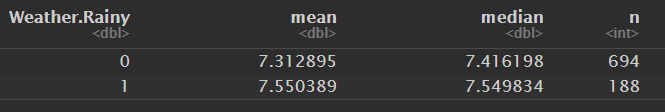 Weather.Rainy mean median n
<dbl> <dbl> <dbl> <int>
0 7.312895 7.416198 694
1 7.550389 7.549834 188